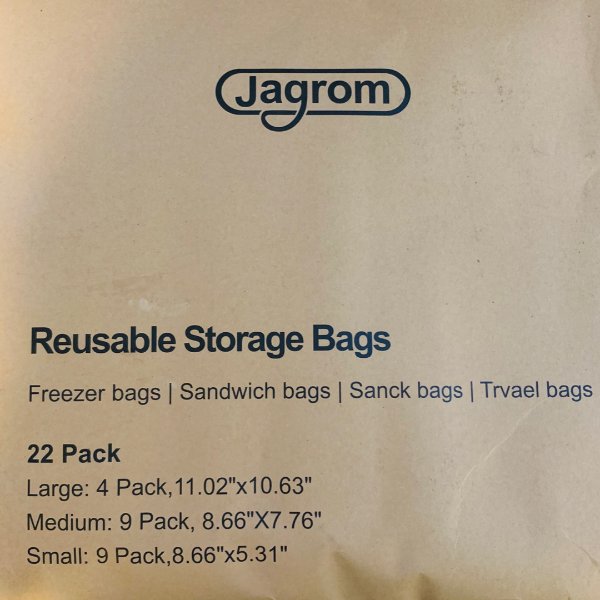 Jagrom
Reusable Storage Bags
Freezer bags | Sandwich bags | Sanck bags | Trvael bags
22 Pack
Large: 4 Pack,11.02"x10.63"
Medium: 9 Pack, 8.66"X7.76"
Small: 9 Pack,8.66"x5.31"